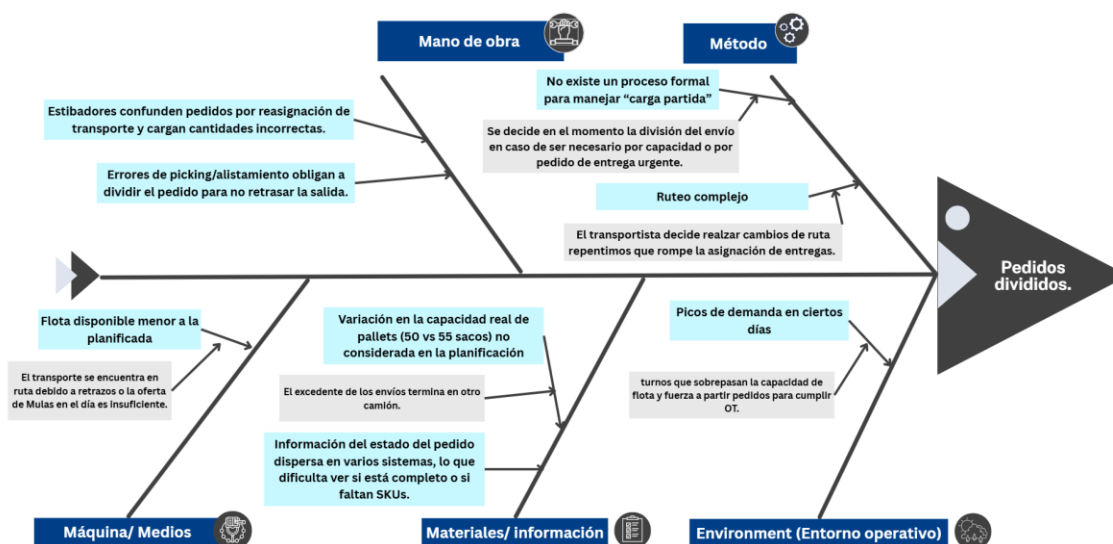 Mano de obra
Método
No existe un proceso formal
para manejar “carga partida”
Estibadores confunden pedidos por reasignación de
transporte y cargan cantidades incorrectas.
Se decide en el momento la división del envío
en caso de ser necesario por capacidad o por
pedido de entrega urgente.
Errores de picking/alistamiento obligan a
dividir el pedido para no retrasar la salida.
Ruteo complejo
El transportista decide realzar cambios de ruta
repentimos que rompe la asignación de entregas.
Pedidos
divididos.
Flota disponible menor a la
planificada
El transporte se encuentra en
ruta debido a retrazos o la oferta
de Mulas en el día es insuficiente.
Variación en la capacidad real de
pallets (50 vs 55 sacos) no
considerada en la planificación
El excedente de los envíos termina en otro
camión.
Información del estado del pedido
dispersa en varios sistemas, lo que
dificulta ver si está completo o si
faltan SKUs.
Picos de demanda en ciertos
días
turnos que sobrepasan la capacidad de
flota y fuerza a partir pedidos para cumplir
OT.
Máquina/ Medios
Materiales/ información
Environment (Entorno operativo)